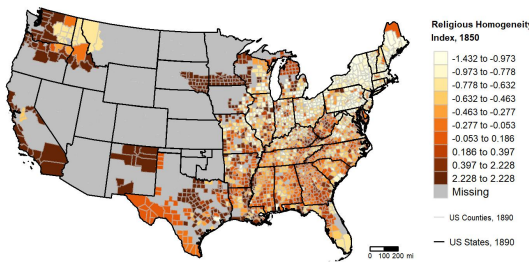 Religious Homogeneity
Index, 1850
-1.432 to -0.973
-0.973 to -0.778
-0.778 to -0.632
-0.632 to -0.463
-0.463 to -0.277
-0.277 to -0.053
-0.053 to 0.186
0.186 to 0.397
0.397 to 2.228
2.228 to 2.228
Missing
US Counties, 1890
US States, 1890
0 100 200 mi